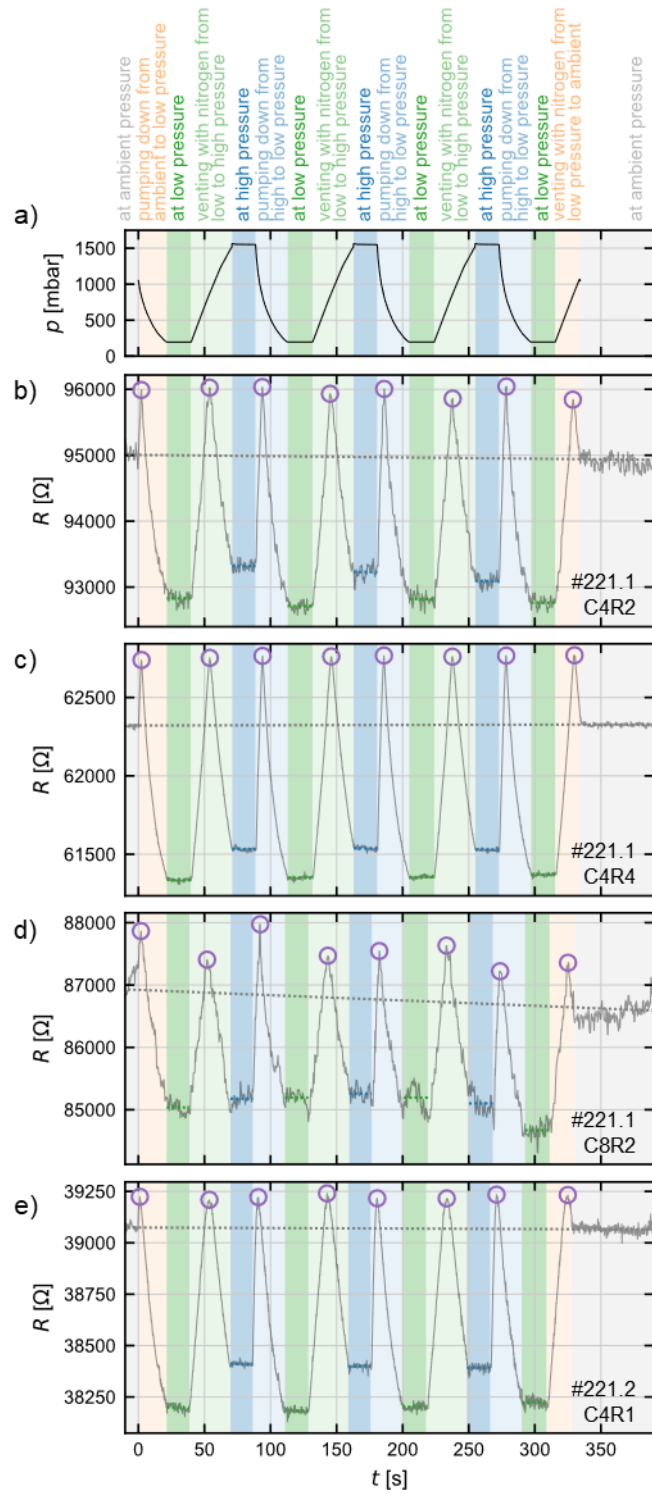 at ambient pressure
pumping down from
ambient to low pressure
at low pressure
venting with nitrogen from
low to high pressure
at high pressure
pumping down from
high to low pressure
at low pressure
venting with nitrogen from
low to high pressure
at high pressure
pumping down from
high to low pressure
at low pressure
venting with nitrogen from
low to high pressure
at high pressure
pumping down from
high to low pressure
at low pressure
venting with nitrogen from
low pressure to ambient
at ambient pressure
a)
p [mbar]
1500
1000
500
0
b)
R [Ω]
96000
95000
94000
93000
#221.1
C4R2
c)
R [Ω]
62500
62000
61500
#221.1
C4R4
d)
R [Ω]
88000
87000
86000
85000
#221.1
C8R2
e)
R [Ω]
39250
39000
38750
38500
38250
#221.2
C4R1
0 50 100 150 200 250 300 350
t [s]